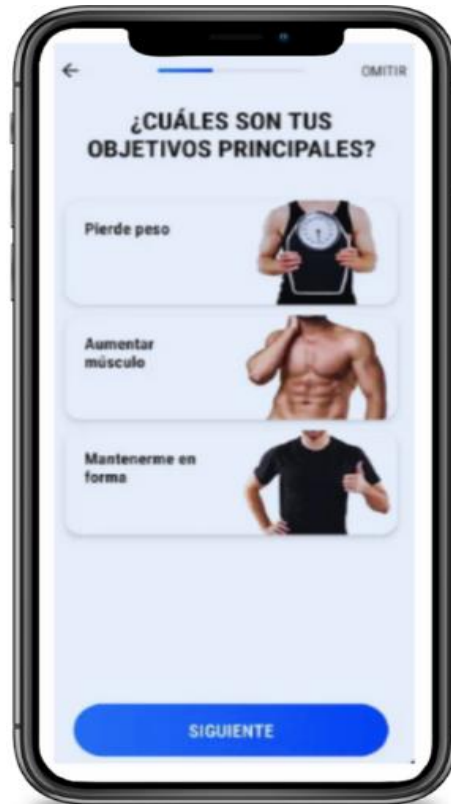 OMITIR
¿CUÁLES SON TUS
OBJETIVOS PRINCIPALES?
Pierde peso
Aumentar
músculo
Mantenerme en
forma
SIGUIENTE